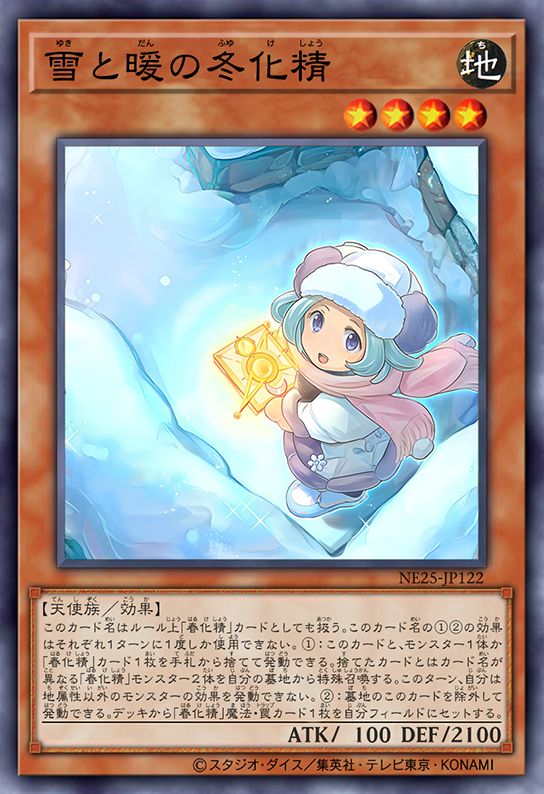 雪と暖の冬化精
地
NE25-JP122
【天使族／効果】
このカード名はルール上「春化精」カードとしても扱う。このカード名の①②の効果
はそれぞれ1ターンに1度しか使用できない。①：このカードと、モンスター1体か
「春化精」カード1枚を手札から捨てて発動できる。捨てたカードとはカード名が
異なる「春化精」モンスター2体を自分の墓地から特殊召喚する。このターン、自分は
地属性以外のモンスターの効果を発動できない。②：墓地のこのカードを除外して
発動できる。デッキから「春化精」魔法・罠カード1枚を自分フィールドにセットする。
ATK/ 100 DEF/2100
©スタジオ・ダイス／集英社・テレビ東京・KONAMI